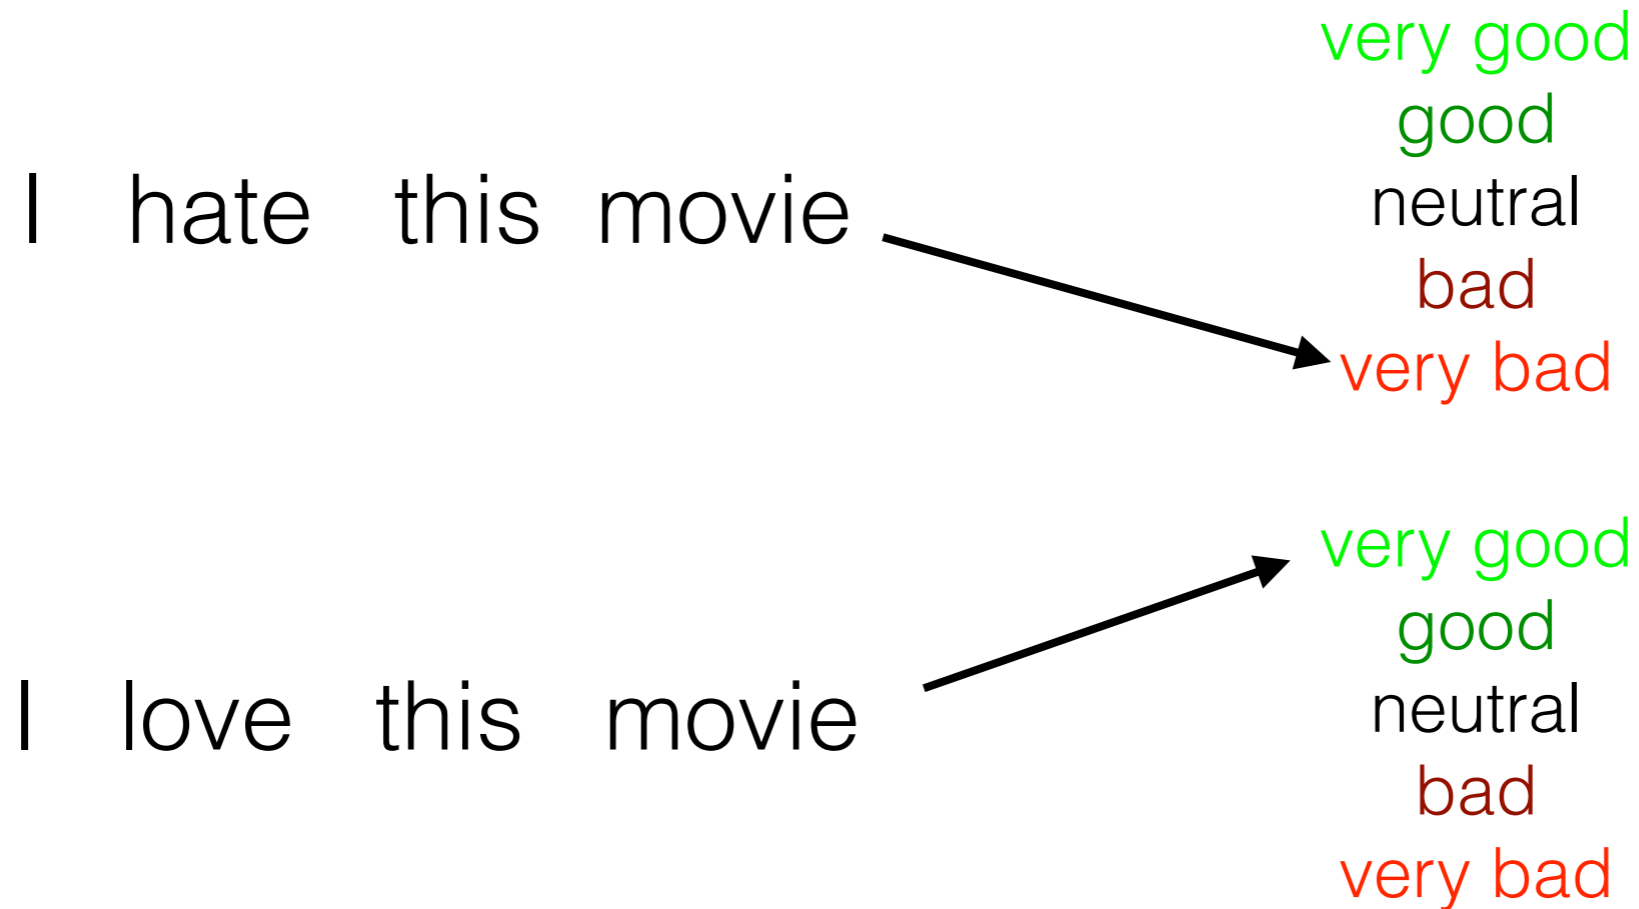 very good
good
I hate this movie
neutral
bad
very bad
very good
good
I love this movie
neutral
bad
very bad